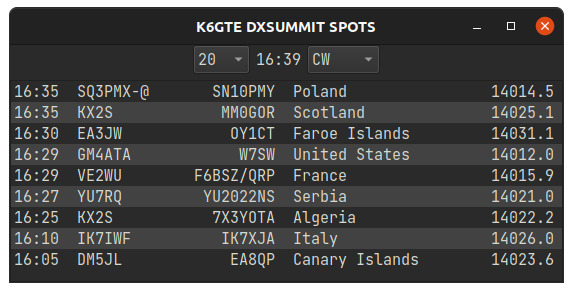 K6GTE DXSUMMIT SPOTS
20 16:39 CW
16:35 SQ3PMX-@ SN10PMY Poland 14014.5
16:35 KX2S MM0GOR Scotland 14025.1
16:30 EA3JW OY1CT Faroe Islands 14031.1
16:29 GM4ATA W7SW United States 14012.0
16:29 VE2WU F6BSZ/QRP France 14015.9
16:27 YU7RQ YU2022NS Serbia 14021.0
16:25 KX2S 7X3YOTA Algeria 14022.2
16:10 IK7IWF IK7XJA Italy 14026.0
16:05 DM5JL EA8QP Canary Islands 14023.6